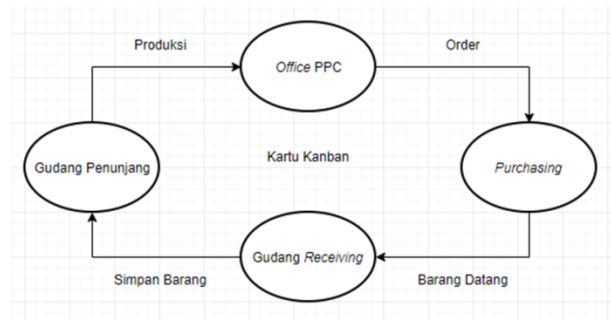 Produksi
Order
Office PPC
Kartu Kanban
Gudang Penunjang
Purchasing
Gudang Receiving
Simpan Barang
Barang Datang